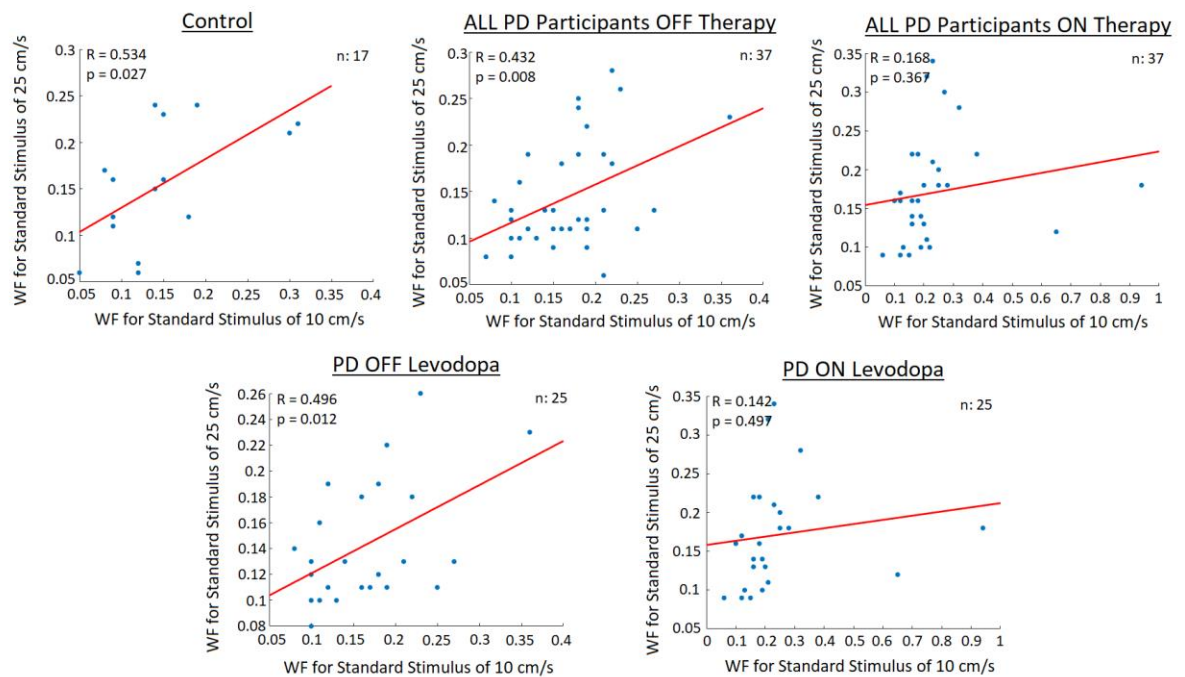 Control
R = 0.534
p = 0.027
n: 17
WF for Standard Stimulus of 25 cm/s
0.3
0.25
0.2
0.15
0.1
0.05
0.05 0.1 0.15 0.2 0.25 0.3 0.35 0.4
WF for Standard Stimulus of 10 cm/s
ALL PD Participants OFF Therapy
R = 0.432
p = 0.008
n: 37
WF for Standard Stimulus of 25 cm/s
0.3
0.25
0.2
0.15
0.1
0.05
0.05 0.1 0.15 0.2 0.25 0.3 0.35 0.4
WF for Standard Stimulus of 10 cm/s
ALL PD Participants ON Therapy
R = 0.168
p = 0.367
n: 37
WF for Standard Stimulus of 25 cm/s
0.35
0.3
0.25
0.2
0.15
0.1
0.05
0 0.1 0.2 0.3 0.4 0.5 0.6 0.7 0.8 0.9 1
WF for Standard Stimulus of 10 cm/s
PD OFF Levodopa
R = 0.496
p = 0.012
n: 25
WF for Standard Stimulus of 25 cm/s
0.26
0.24
0.22
0.2
0.18
0.16
0.14
0.12
0.1
0.08
0.05 0.1 0.15 0.2 0.25 0.3 0.35 0.4
WF for Standard Stimulus of 10 cm/s
PD ON Levodopa
R = 0.142
p = 0.497
n: 25
WF for Standard Stimulus of 25 cm/s
0.35
0.3
0.25
0.2
0.15
0.1
0.05
0 0.1 0.2 0.3 0.4 0.5 0.6 0.7 0.8 0.9 1
WF for Standard Stimulus of 10 cm/s